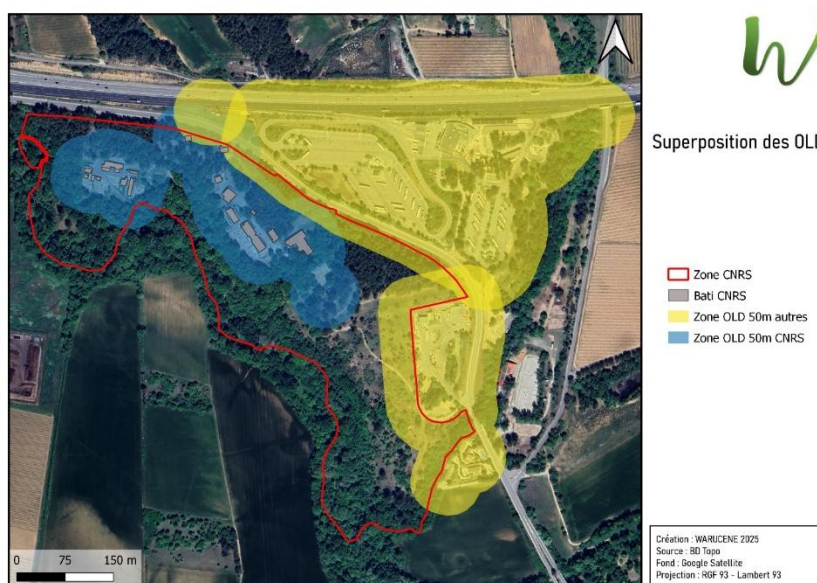 Superposition des OLD
Zone CNRS
Bati CNRS
Zone OLD 50m autres
Zone OLD 50m CNRS
0 75 150 m
Création : WARUCENE 2025
Source : BD Topo
Fond : Google Satellite
Projection : RGF 93 - Lambert 93